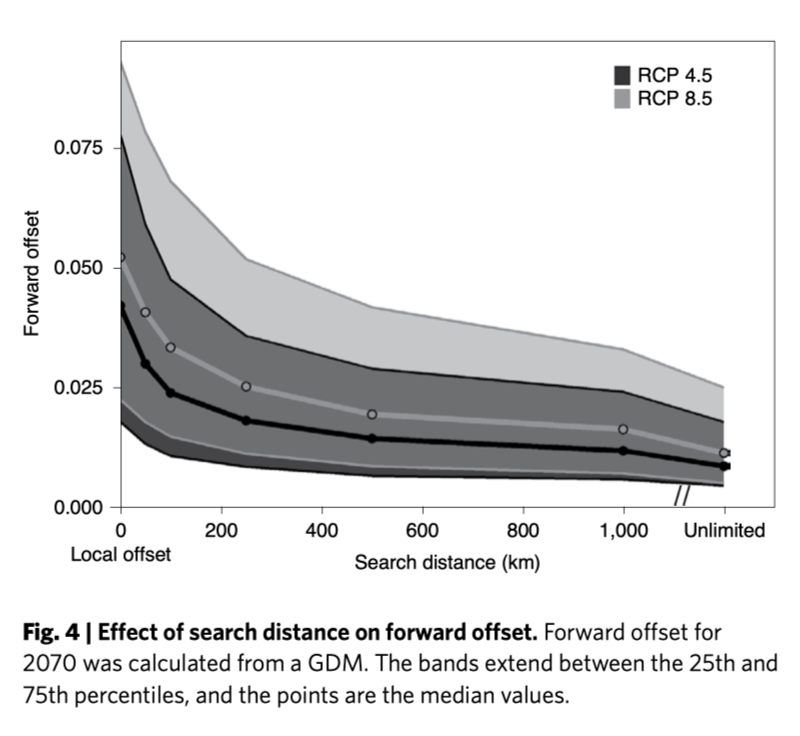 RCP 4.5
RCP 8.5
0.075
0.050
0.025
0.000
Forward offset
0 200 400 600 800 1,000 Unlimited
Local offset
Search distance (km)
Fig. 4 | Effect of search distance on forward offset. Forward offset for
2070 was calculated from a GDM. The bands extend between the 25th and
75th percentiles, and the points are the median values.